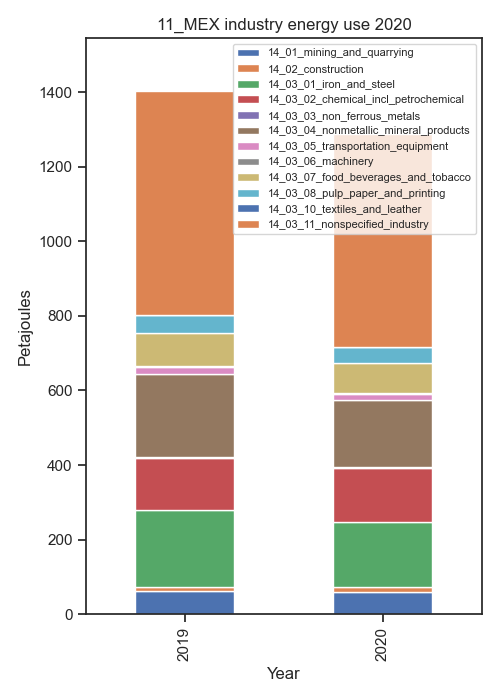 11_MEX industry energy use 2020
14_01_mining_and_quarrying
14_02_construction
14_03_01_iron_and_steel
14_03_02_chemical_incl_petrochemical
14_03_03_non_ferrous_metals
14_03_04_nonmetallic_mineral_products
14_03_05_transportation_equipment
14_03_06_machinery
14_03_07_food_beverages_and_tobacco
14_03_08_pulp_paper_and_printing
14_03_10_textiles_and_leather
14_03_11_nonspecified_industry
Petajoules
1400
1200
1000
800
600
400
200
0
2019
2020
Year